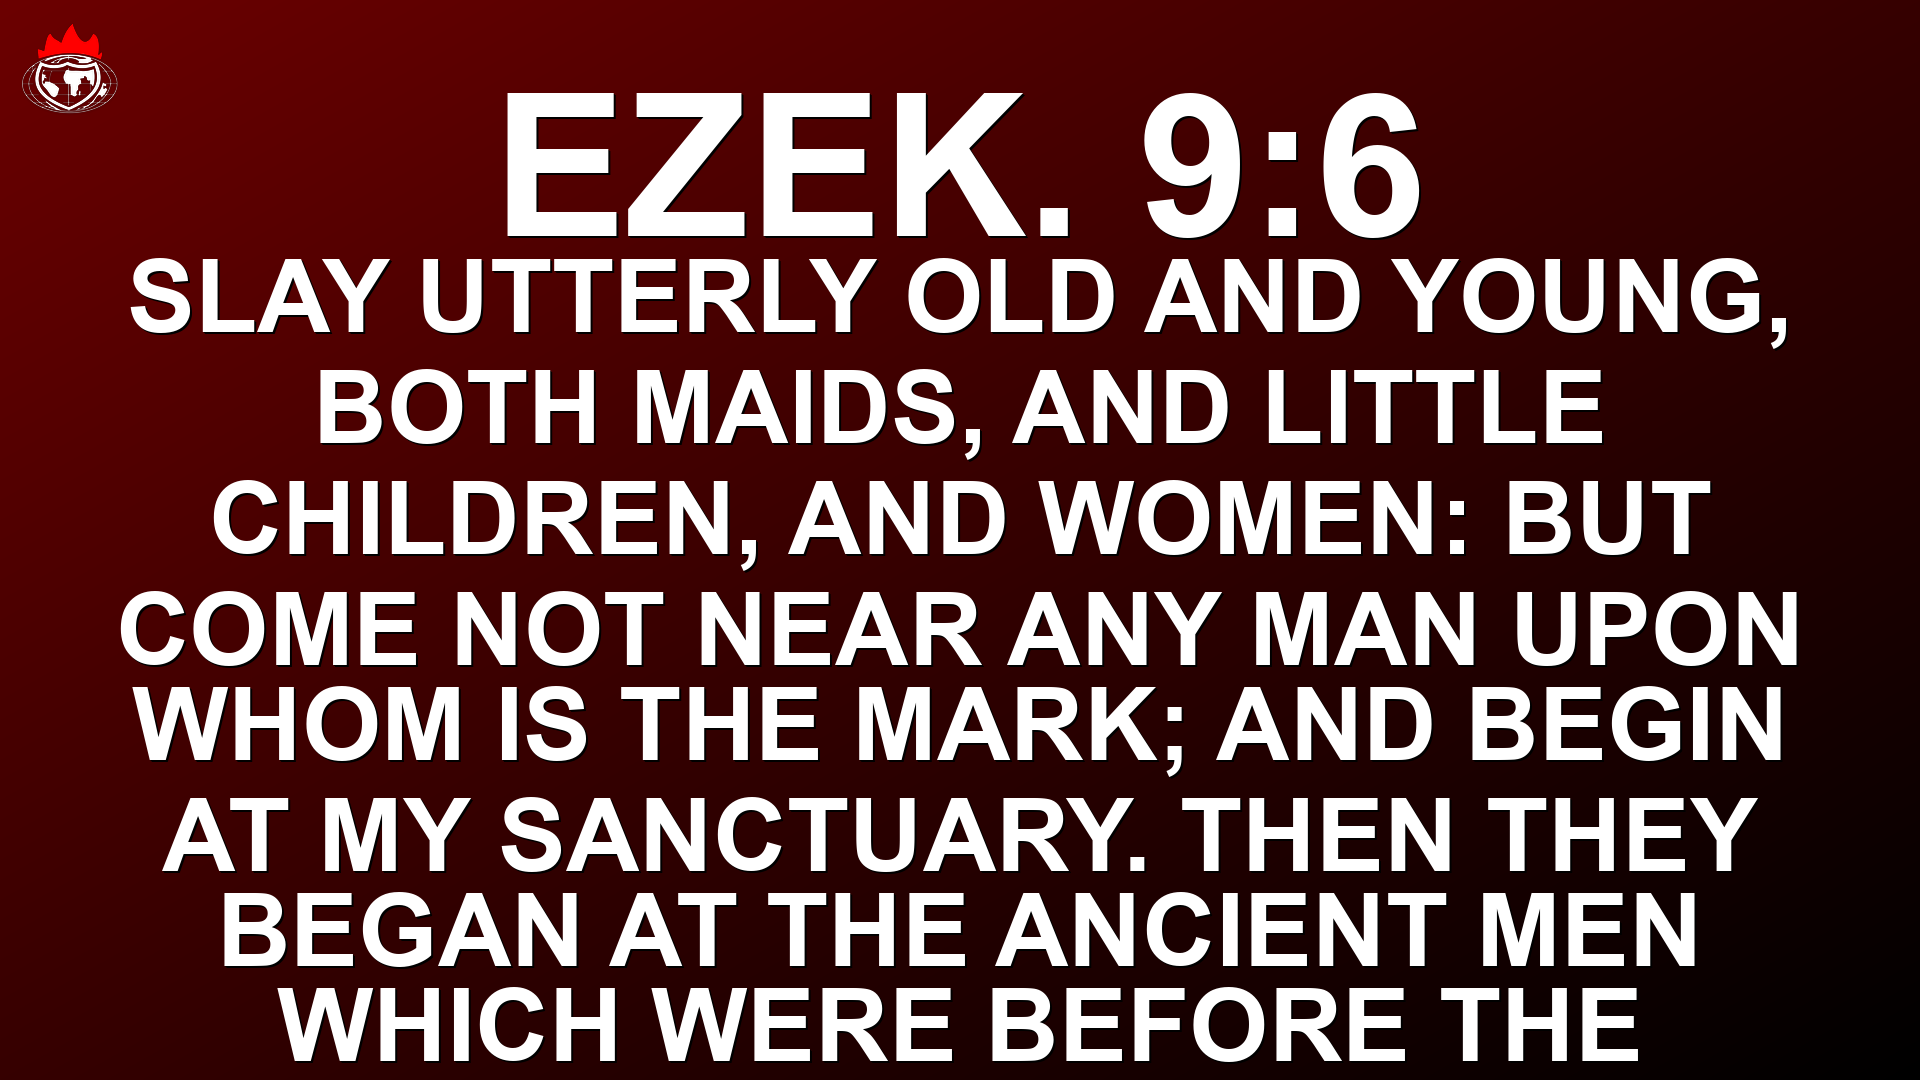 EZEK. 9:6
SLAY UTTERLY OLD AND YOUNG,
BOTH MAIDS, AND LITTLE
CHILDREN, AND WOMEN: BUT
COME NOT NEAR ANY MAN UPON
WHOM IS THE MARK; AND BEGIN
AT MY SANCTUARY. THEN THEY
BEGAN AT THE ANCIENT MEN
WHICH WERE BEFORE THE